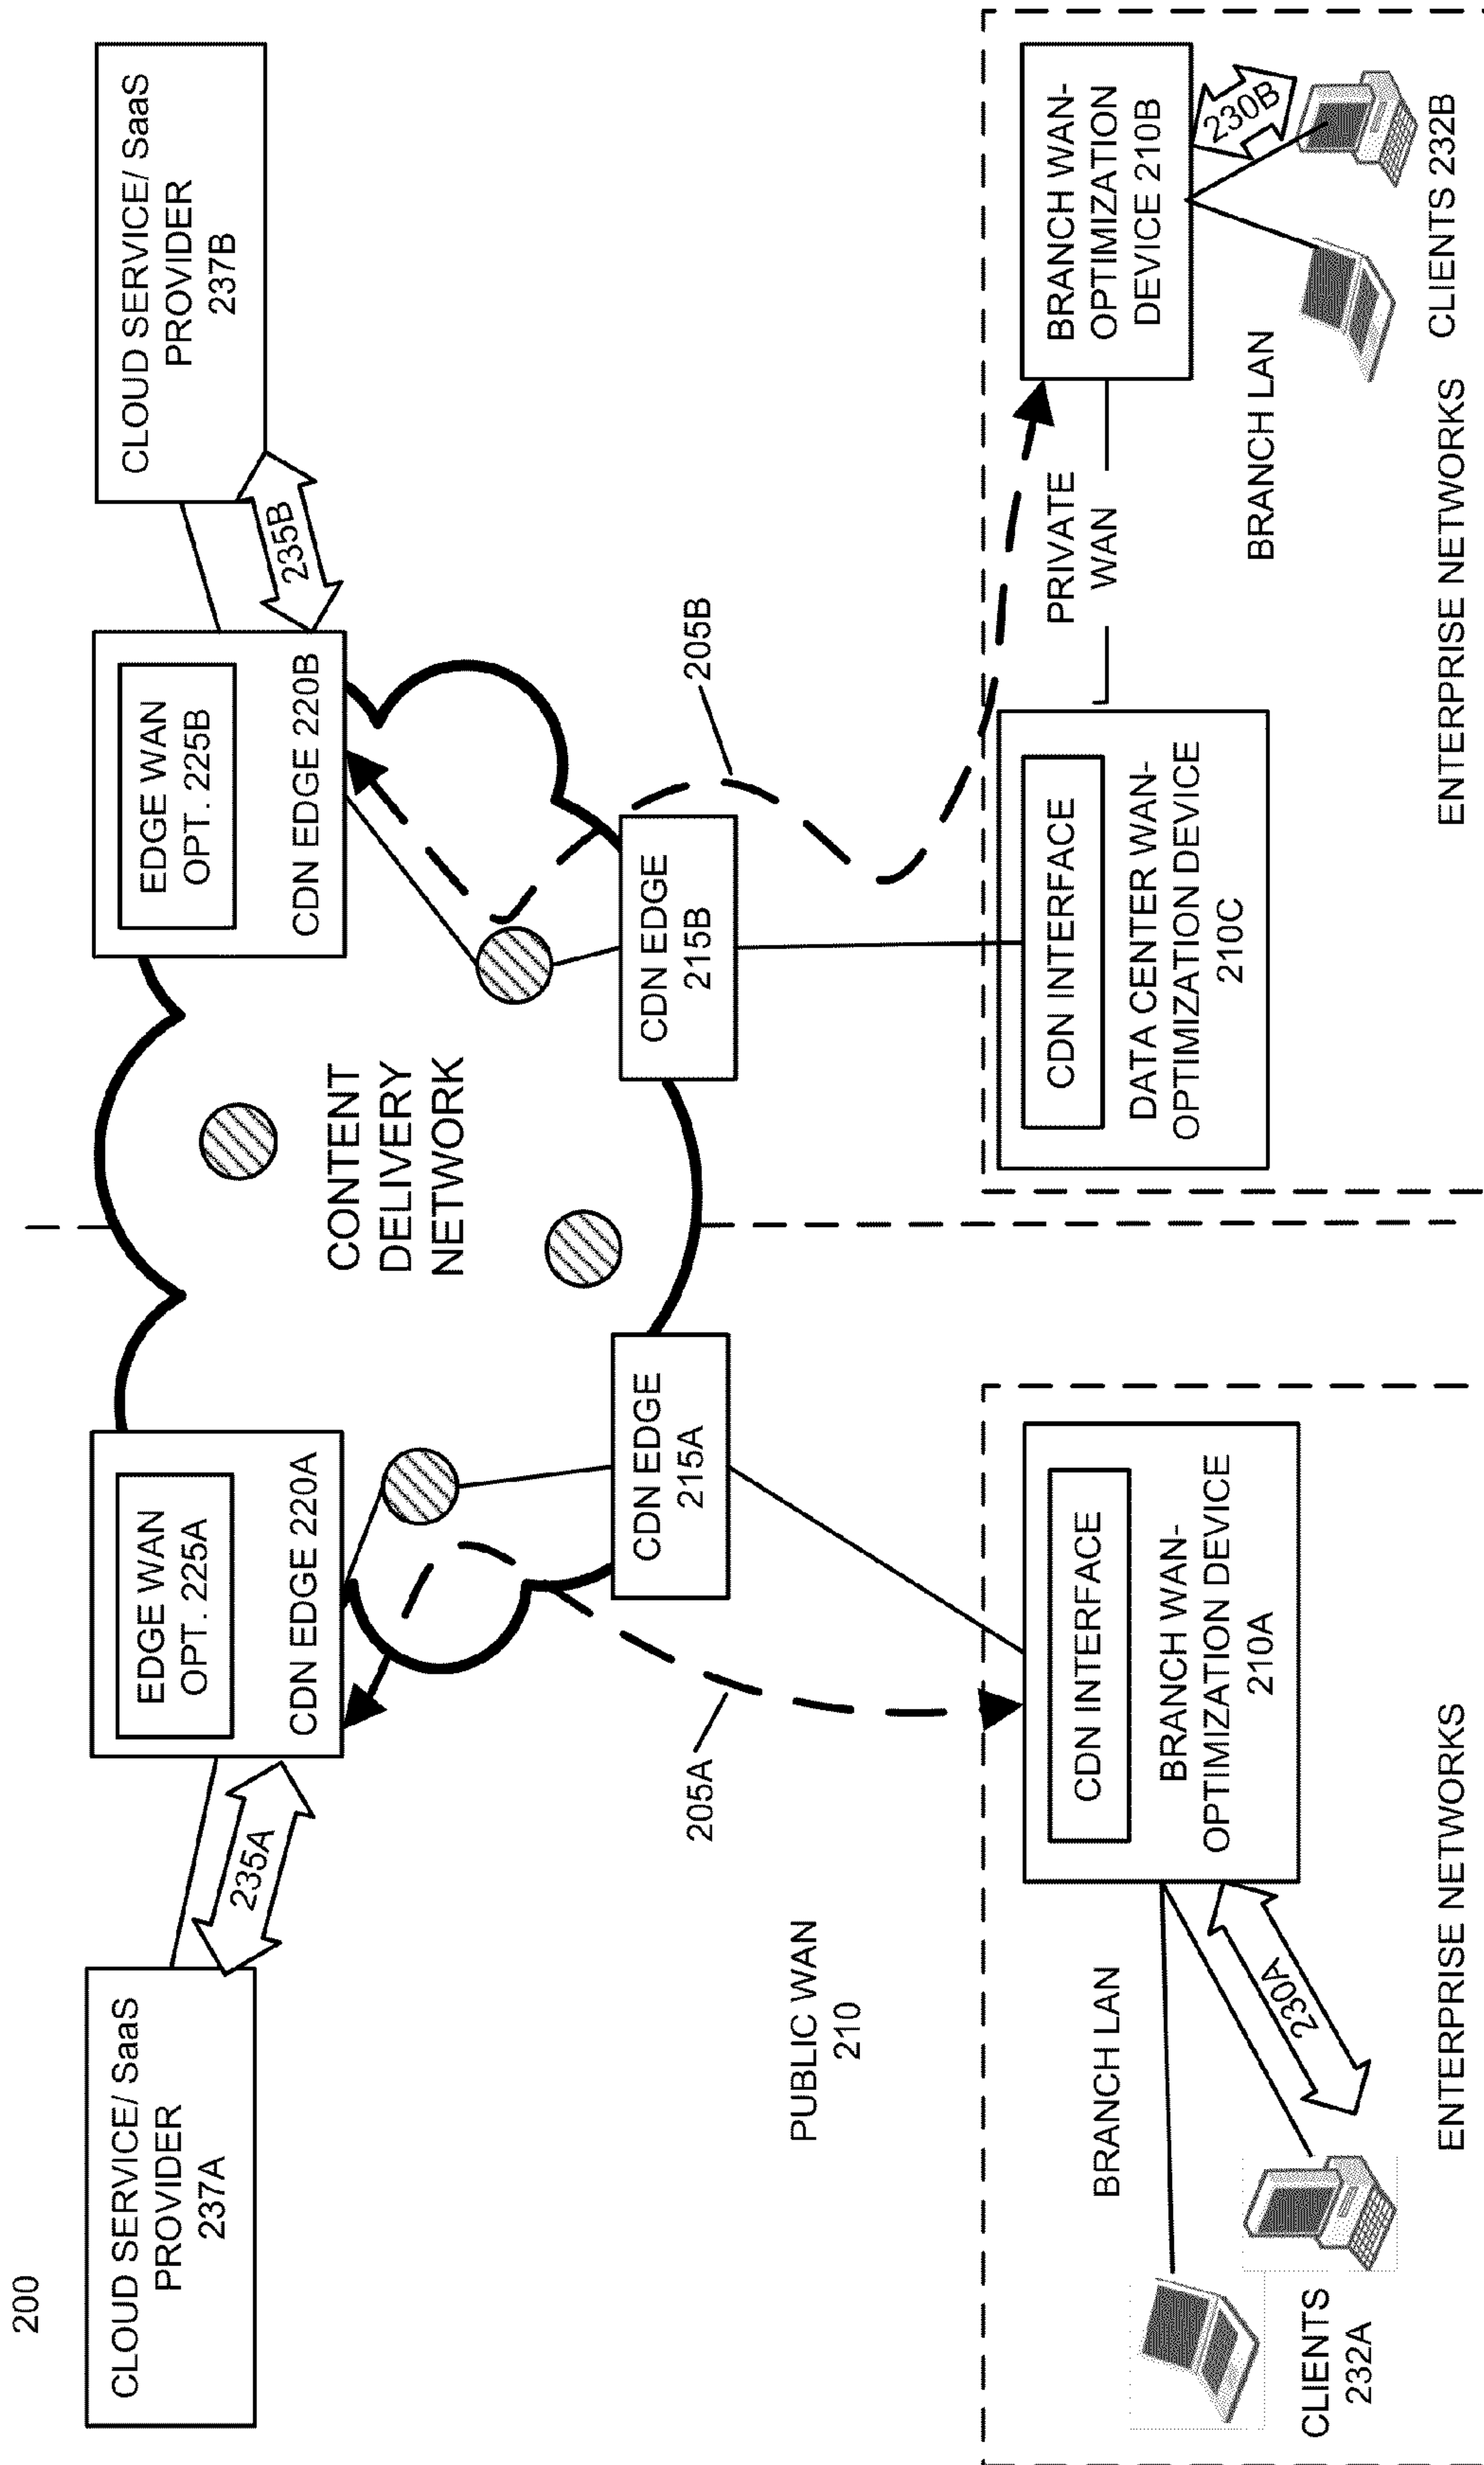 200
CLOUD SERVICE/ SaaS
PROVIDER
237A
235A
EDGE WAN
OPT. 225A
CDN EDGE 220A
CONTENT
DELIVERY
NETWORK
EDGE WAN
OPT. 225B
CDN EDGE 220B
235B
CLOUD SERVICE/ SaaS
PROVIDER
237B
CDN EDGE
215A
CDN EDGE
215B
205A
205B
PUBLIC WAN
210
CDN INTERFACE
BRANCH WAN-
OPTIMIZATION DEVICE
210A
BRANCH LAN
230A
CLIENTS
232A
ENTERPRISE NETWORKS
CDN INTERFACE
DATA CENTER WAN-
OPTIMIZATION DEVICE
210C
PRIVATE
WAN
BRANCH WAN-
OPTIMIZATION
DEVICE 210B
230B
BRANCH LAN
CLIENTS 232B
ENTERPRISE NETWORKS